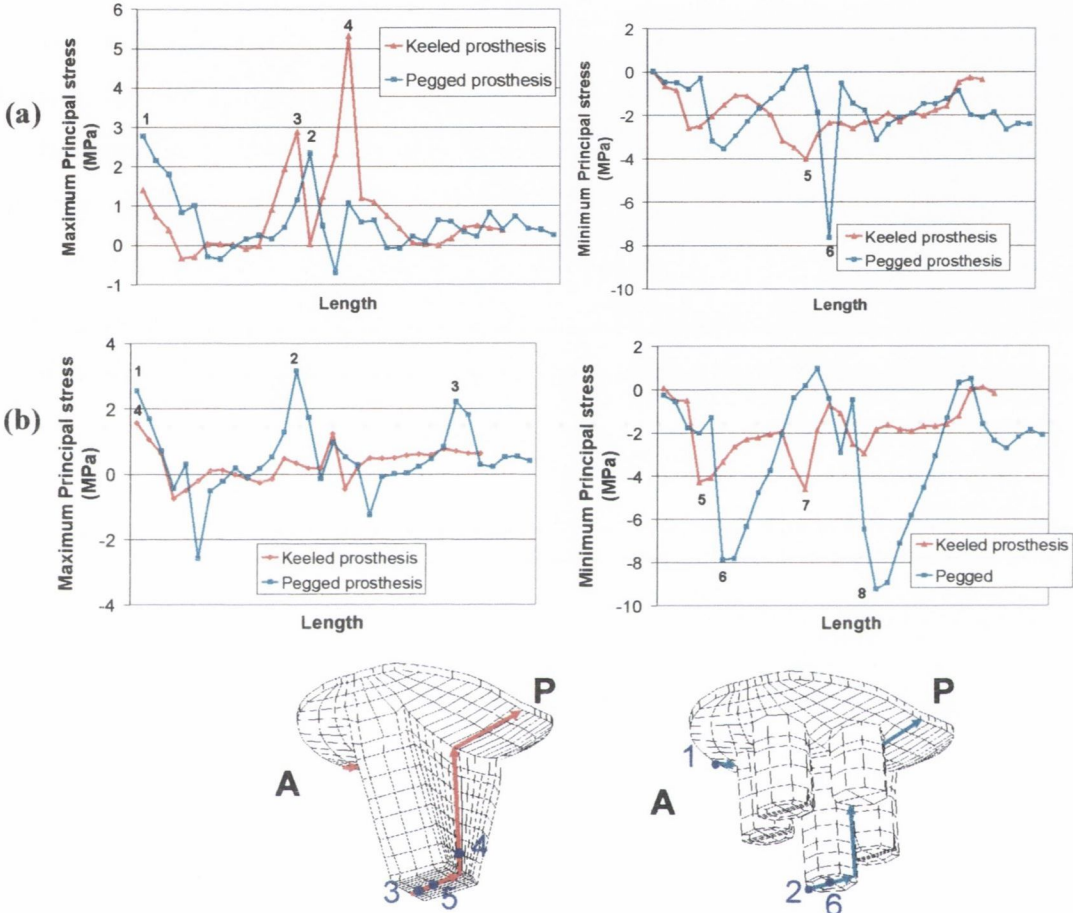 (a)
Maximum Principal stress
(MPa)
6
5
4
3
2
1
0
-1
1
3
2
4
Keeled prosthesis
Pegged prosthesis
Length
Minimum Principal stress
(MPa)
2
0
-2
-4
-6
-8
-10
5
6
Keeled prosthesis
Pegged prosthesis
Length
(b)
Maximum Principal stress
(MPa)
4
2
0
-2
-4
1
4
2
3
Keeled prosthesis
Pegged prosthesis
Length
Minimum Principal stress
(MPa)
2
0
-2
-4
-6
-8
-10
5
6
7
8
Keeled prosthesis
Pegged
Length
P
A
4
3
5
P
1
A
2
6